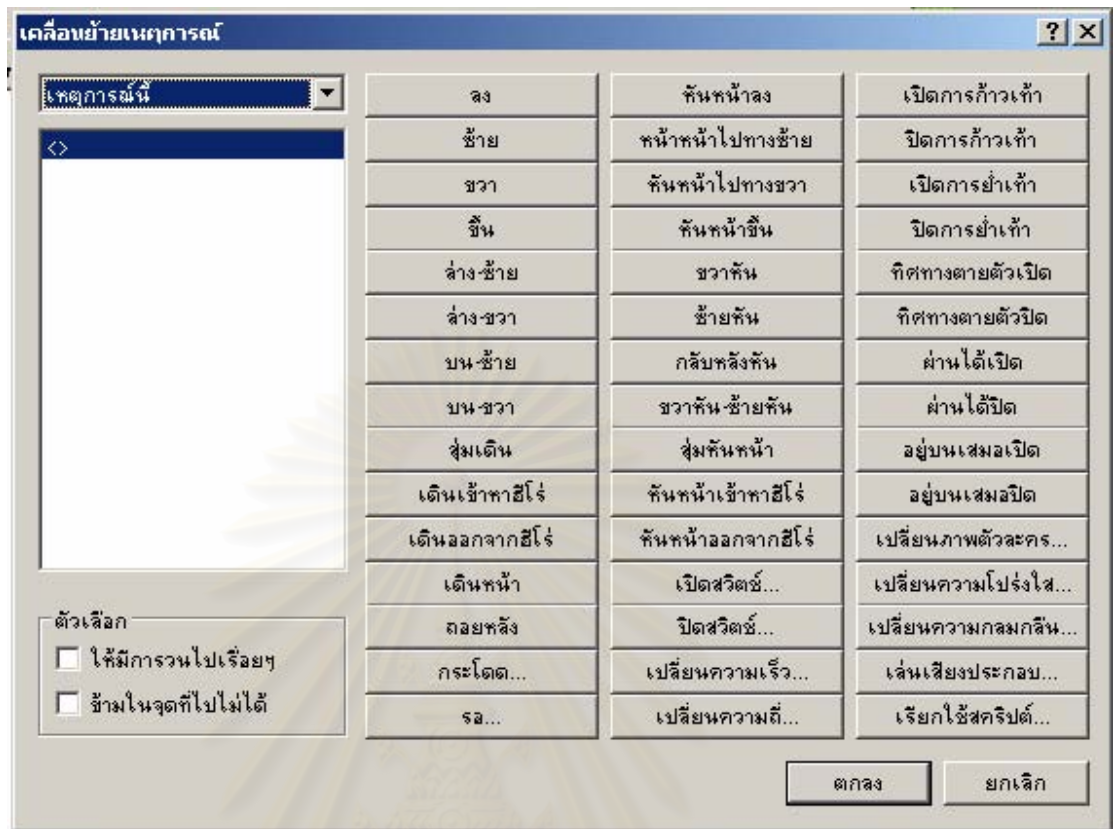 เคลื่อนย้ายเหตุการณ์
เหตุการณ์นี้
<>
ตัวเลือก
ให้มีการวนไปเรื่อยๆ
ข้ามในจุดที่ไปไม่ได้
ลง
ซ้าย
ขวา
ขึ้น
ล่าง-ซ้าย
ล่าง-ขวา
บน-ซ้าย
บน-ขวา
สุ่มเดิน
เดินเข้าหาฮีโร่
เดินออกจากฮีโร่
เดินหน้า
ถอยหลัง
กระโดด...
รอ...
หันหน้าลง
หน้าหน้าไปทางซ้าย
หันหน้าไปทางขวา
หันหน้าขึ้น
ขวาหัน
ซ้ายหัน
กลับหลังหัน
ขวาหัน-ซ้ายหัน
สุ่มหันหน้า
หันหน้าเข้าหาฮีโร่
หันหน้าออกจากฮีโร่
เปิดสวิตช์...
ปิดสวิตช์...
เปลี่ยนความเร็ว...
เปลี่ยนความถี่...
เปิดการก้าวเท้า
ปิดการก้าวเท้า
เปิดการย่ำเท้า
ปิดการย่ำเท้า
ทิศทางตายตัวเปิด
ทิศทางตายตัวปิด
ผ่านได้เปิด
ผ่านได้ปิด
อยู่บนเสมอเปิด
อยู่บนเสมอปิด
เปลี่ยนภาพตัวละคร...
เปลี่ยนความโปร่งใส...
เปลี่ยนความกลมกลืน...
เล่นเสียงประกอบ...
เรียกใช้สคริปต์...
ตกลง
ยกเลิก